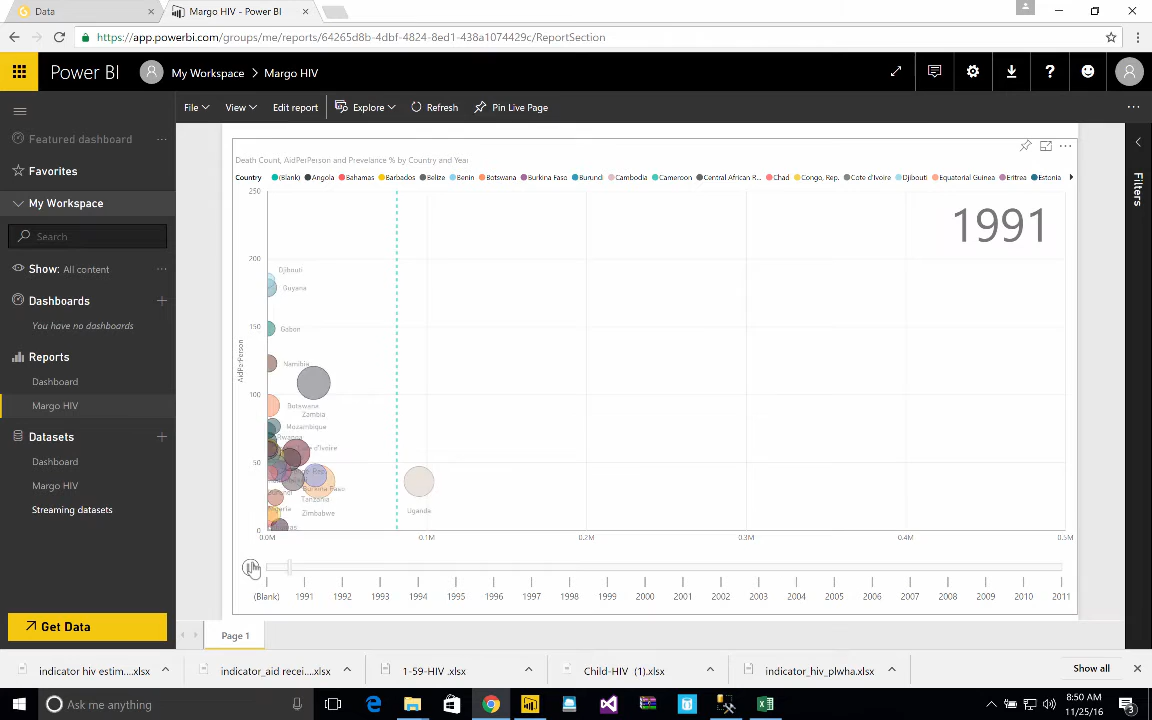 Data
Margo HIV - Power BI
https://app.powerbi.com/groups/me/reports/64265d8b-4dbf-4824-8ed1-438a1074429c/ReportSection
Power BI
My Workspace > Margo HIV
File View Edit report Explore Refresh Pin Live Page
Featured dashboard
Favorites
My Workspace
Search
Show: All content
Dashboards
You have no dashboards
Reports
Dashboard
Margo HIV
Datasets
Dashboard
Margo HIV
Streaming datasets
Get Data
Death Count, AidPerPerson and Prevelance % by Country and Year
Country (Blank) Angola Bahamas Barbados Belize Benin Botswana Burkina Faso Burundi Cambodia Cameroon Central African R... Chad Congo, Rep. Cote d'Ivoire Djibouti Equatorial Guinea Eritrea Estonia
1991
250
200
150
100
50
0
AidPerPerson
Djibouti
Guyana
Gabon
Namibia
Botswana
Zambia
Mozambique
Rwanda
Burkina Faso
Tanzania
Zimbabwe
Uganda
0.0M 0.1M 0.2M 0.3M 0.4M 0.5M
(Blank) 1991 1992 1993 1994 1995 1996 1997 1998 1999 2000 2001 2002 2003 2004 2005 2006 2007 2008 2009 2010 2011
Filters
Page 1
indicator hiv estim....xlsx
indicator_aid recei....xlsx
1-59-HIV .xlsx
Child-HIV (1).xlsx
indicator_hiv_plwha.xlsx
Show all
Ask me anything
8:50 AM
11/25/16
3